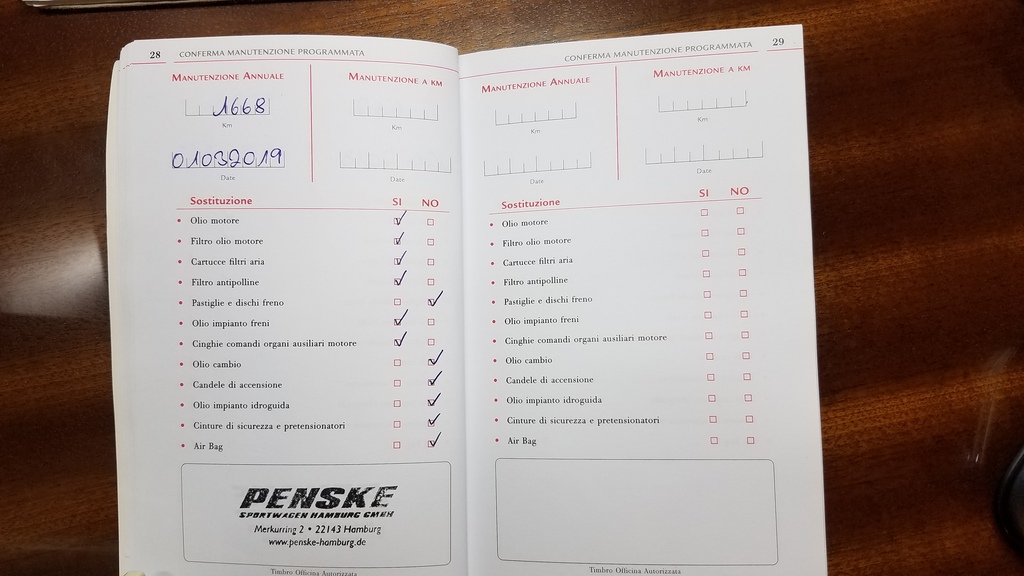 28 CONFERMA MANUTENZIONE PROGRAMMATA
MANUTENZIONE ANNUALE
MANUTENZIONE A KM
1668
Km
Km
01032019
Date
Date
Sostituzione SI NO
• Olio motore
• Filtro olio motore
• Cartucce filtri aria
• Filtro antipolline
• Pastiglie e dischi freno
• Olio impianto freni
• Cinghie comandi organi ausiliari motore
• Olio cambio
• Candele di accensione
• Olio impianto idroguida
• Cinture di sicurezza e pretensionatori
• Air Bag
PENSKE
SPORTWAGEN HAMBURG GMBH
Merkurring 2 • 22143 Hamburg
www.penske-hamburg.de
Timbro Officina Autorizzata
CONFERMA MANUTENZIONE PROGRAMMATA 29
MANUTENZIONE ANNUALE
MANUTENZIONE A KM
Km
Km
Date
Date
Sostituzione SI NO
• Olio motore
• Filtro olio motore
• Cartucce filtri aria
• Filtro antipolline
• Pastiglie e dischi freno
• Olio impianto freni
• Cinghie comandi organi ausiliari motore
• Olio cambio
• Candele di accensione
• Olio impianto idroguida
• Cinture di sicurezza e pretensionatori
• Air Bag
Timbro Officina Autorizzata